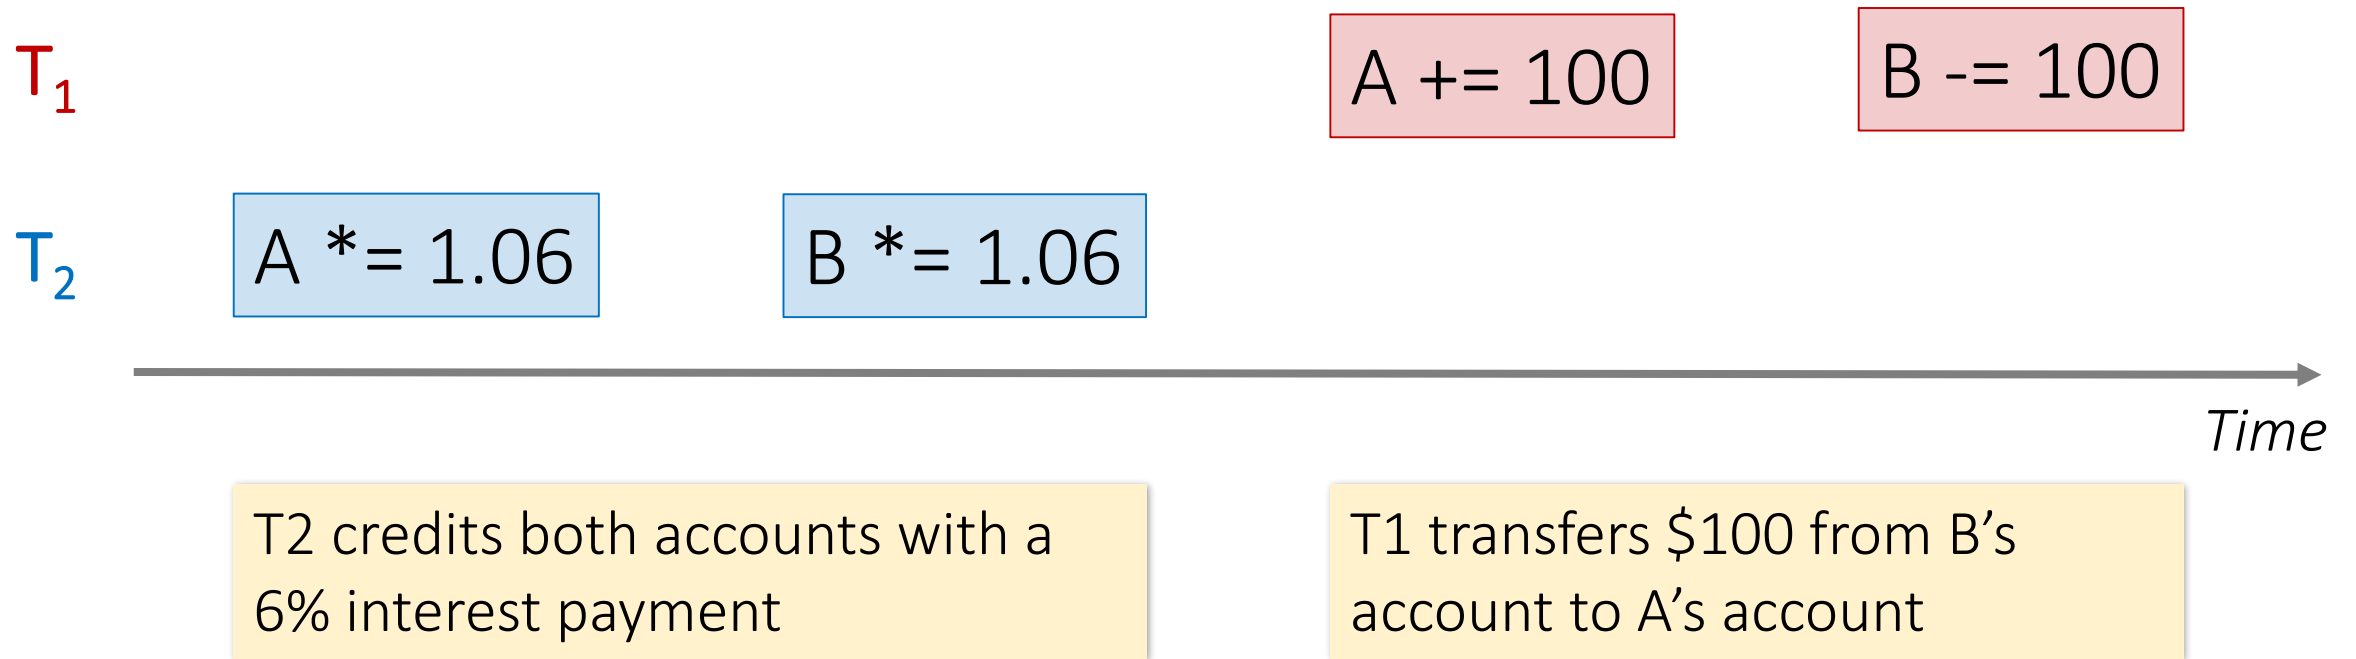 T1 A += 100 B -= 100
T2 A *= 1.06 B *= 1.06
Time
T2 credits both accounts with a
6% interest payment
T1 transfers $100 from B’s
account to A’s account